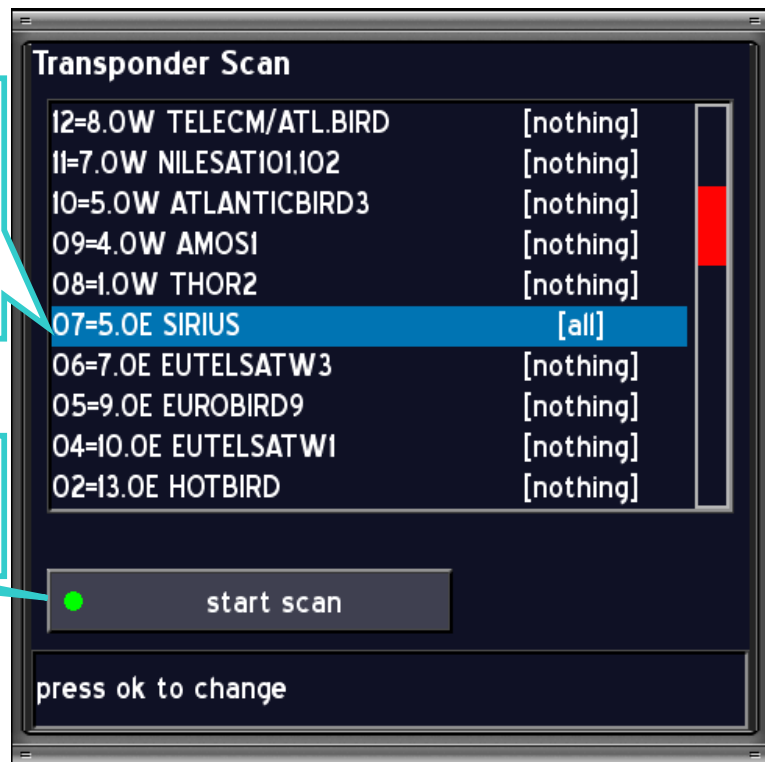 Transponder Scan
12=8.0W TELECM/ATL.BIRD [nothing]
11=7.0W NILESAT101,102 [nothing]
10=5.0W ATLANTICBIRD3 [nothing]
09=4.0W AMOS1 [nothing]
08=1.0W THOR2 [nothing]
07=5.0E SIRIUS [all]
06=7.0E EUTELSATW3 [nothing]
05=9.0E EUROBIRD9 [nothing]
04=10.0E EUTELSATW1 [nothing]
02=13.0E HOTBIRD [nothing]
start scan
press ok to change